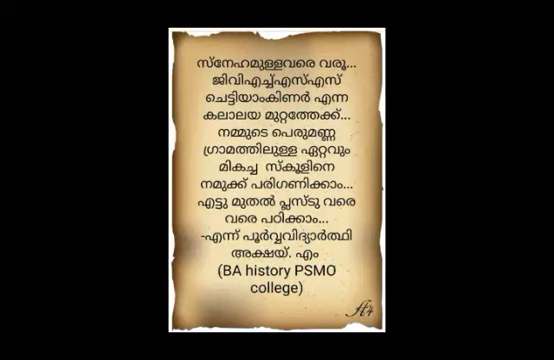 സ്നേഹമുള്ളവരെ വരൂ...
ജിവിഎച്ച്എസ്എസ്
ചെട്ടിയാംകിണർ എന്ന
കലാലയ മുറ്റത്തേക്ക്...
നമ്മുടെ പെരുമണ്ണ
ഗ്രാമത്തിലുള്ള ഏറ്റവും
മികച്ച സ്കൂളിനെ
നമുക്ക് പരിഗണിക്കാം...
എട്ടു മുതൽ പ്ലസ്ടു വരെ
വരെ പഠിക്കാം...
-എന്ന് പൂർവ്വവിദ്യാർത്ഥി
അക്ഷയ്. എം
(BA history PSMO
college)